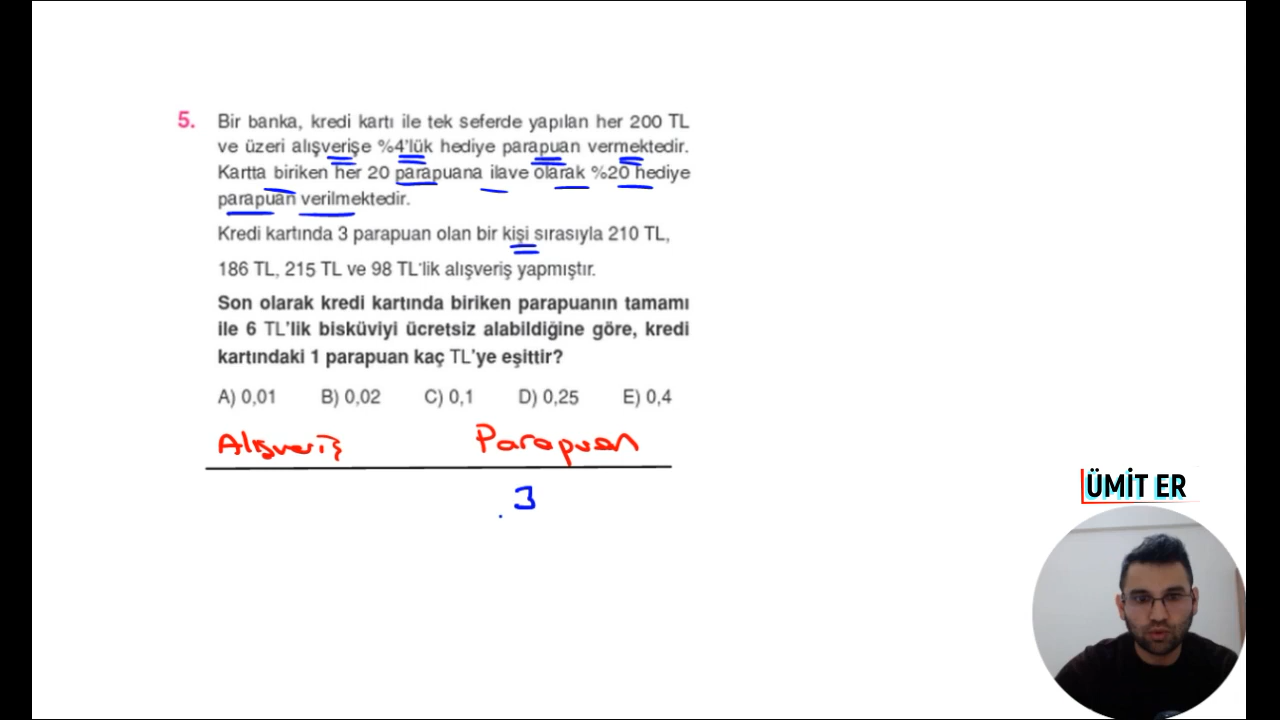 5. Bir banka, kredi kartı ile tek seferde yapılan her 200 TL
ve üzeri alışverişe %4'lük hediye parapuan vermektedir.
Kartta biriken her 20 parapuana ilave olarak %20 hediye
parapuan verilmektedir.
Kredi kartında 3 parapuan olan bir kişi sırasıyla 210 TL,
186 TL, 215 TL ve 98 TL'lik alışveriş yapmıştır.
Son olarak kredi kartında biriken parapuanın tamamı
ile 6 TL'lik bisküviyi ücretsiz alabildiğine göre, kredi
kartındaki 1 parapuan kaç TL'ye eşittir?
A) 0,01 B) 0,02 C) 0,1 D) 0,25 E) 0,4
Alışveriş Parapuan
3
ÜMİT ER